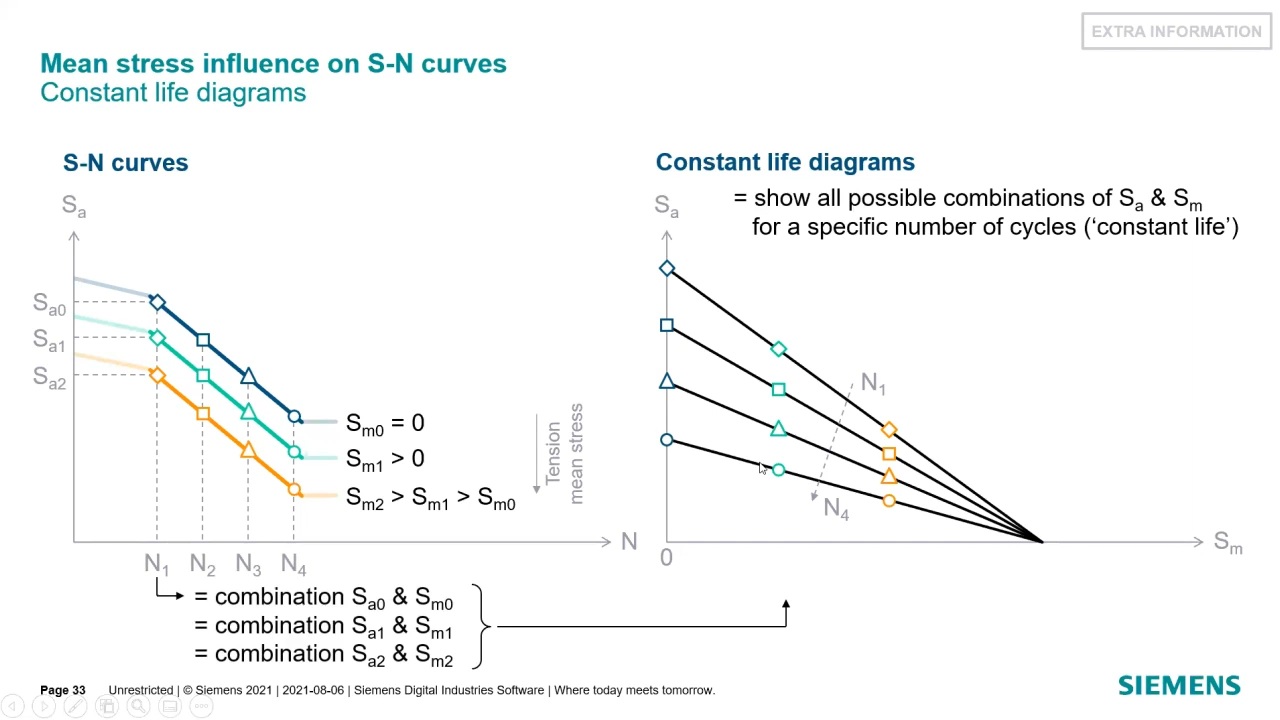 EXTRA INFORMATION
Mean stress influence on S-N curves
Constant life diagrams
S-N curves
Sa
Sa0
Sa1
Sa2
Sm0 = 0
Sm1 > 0
Sm2 > Sm1 > Sm0
Tension
mean stress
N
N1 N2 N3 N4
= combination Sa0 & Sm0
= combination Sa1 & Sm1
= combination Sa2 & Sm2
Constant life diagrams
= show all possible combinations of Sa & Sm
for a specific number of cycles (‘constant life’)
Sa
N1
N4
0
Sm
Page 33 Unrestricted | © Siemens 2021 | 2021-08-06 | Siemens Digital Industries Software | Where today meets tomorrow.
SIEMENS